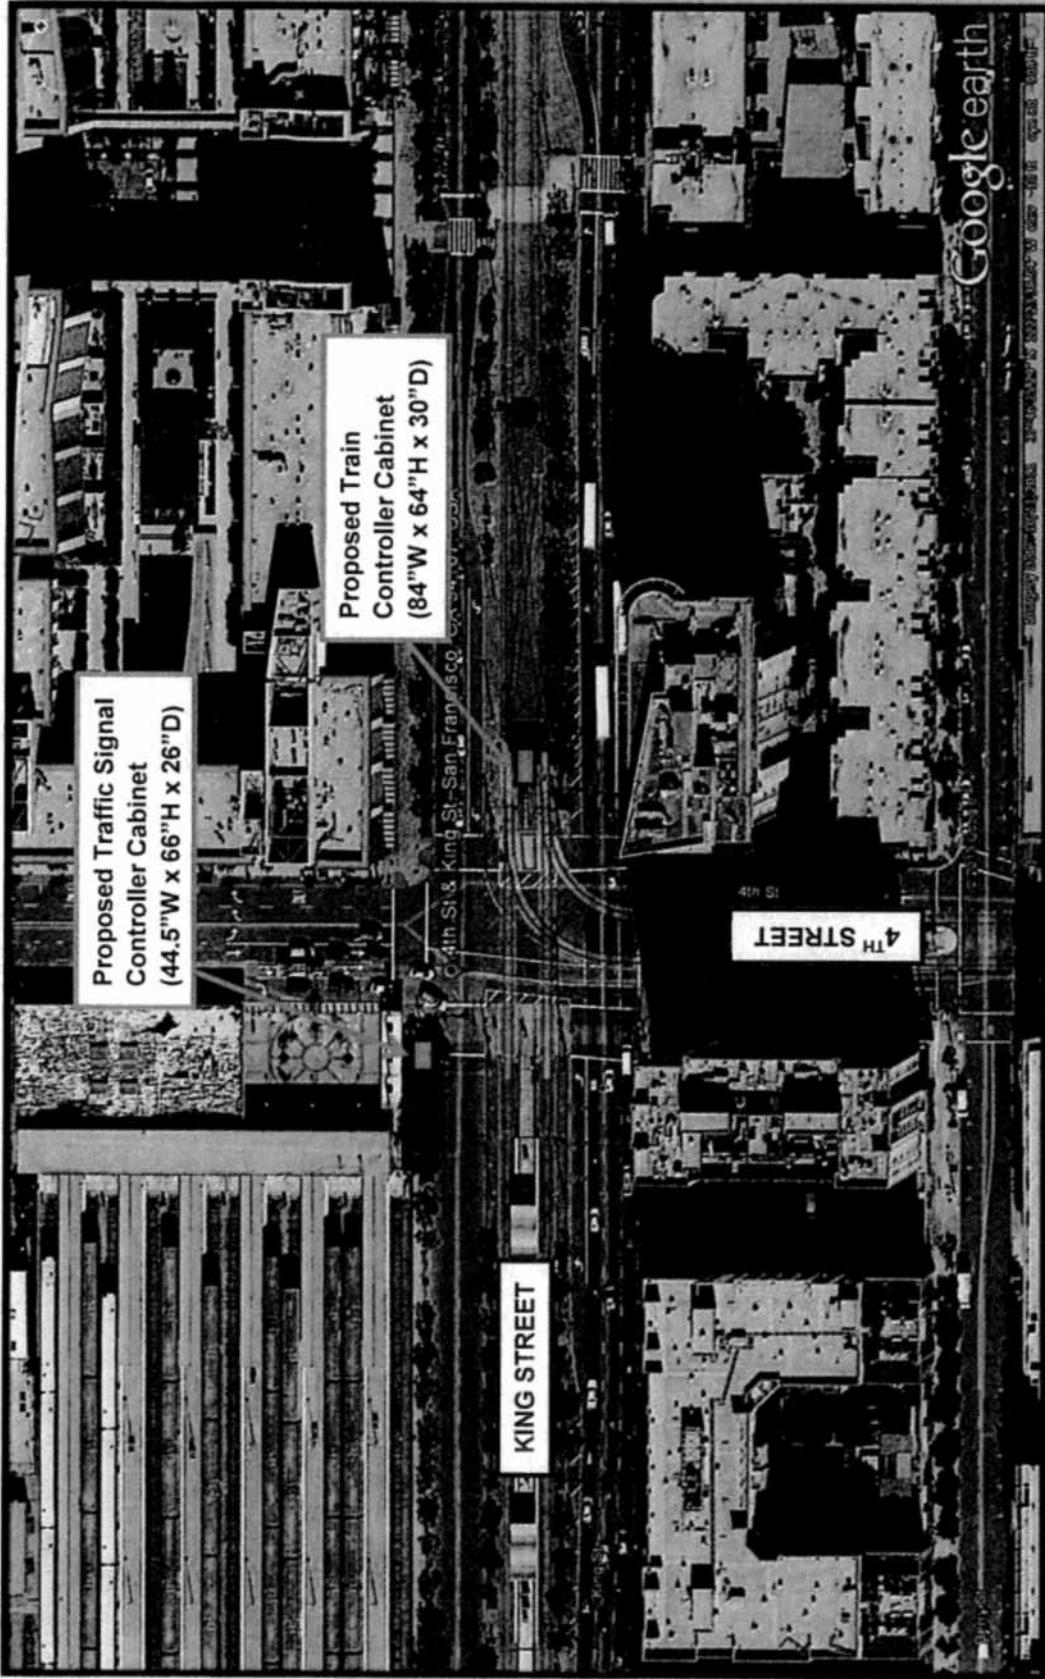 Proposed Traffic Signal
Controller Cabinet
(44.5”W x 66”H x 26”D)
Proposed Train
Controller Cabinet
(84”W x 64”H x 30”D)
4th St & King St, San Francisco, CA
KING STREET
4TH STREET
4th St
Google earth